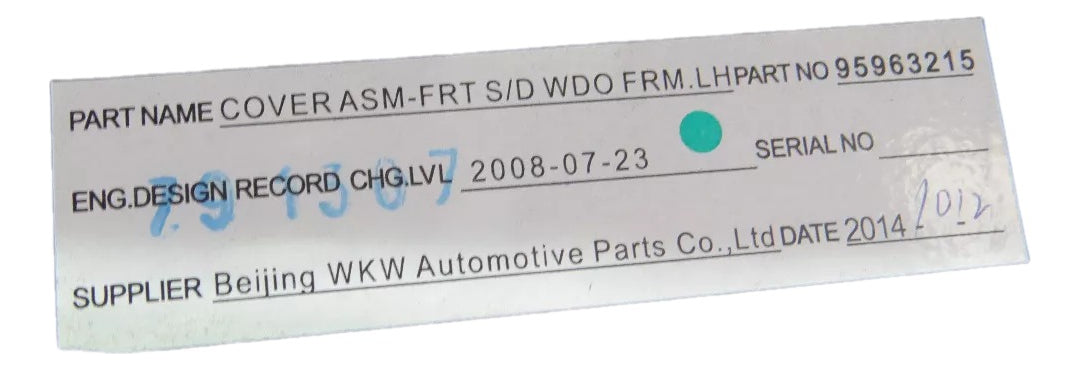 PART NAME COVER ASM-FRT S/D WDO FRM.LH PART NO 95963215
ENG.DESIGN RECORD CHG.LVL 2008-07-23 SERIAL NO
SUPPLIER Beijing WKW Automotive Parts Co.,Ltd DATE 2014